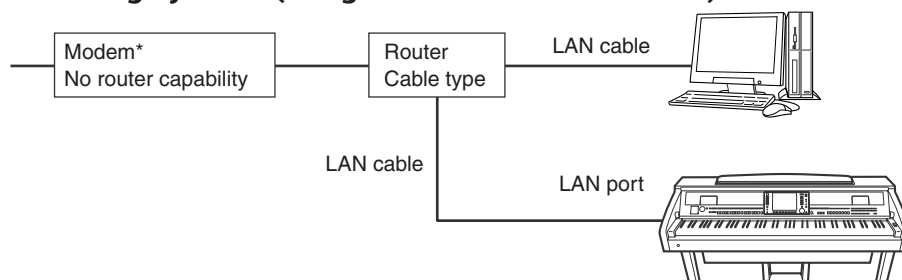 Modem*
No router capability
Router
Cable type
LAN cable
LAN cable
LAN port